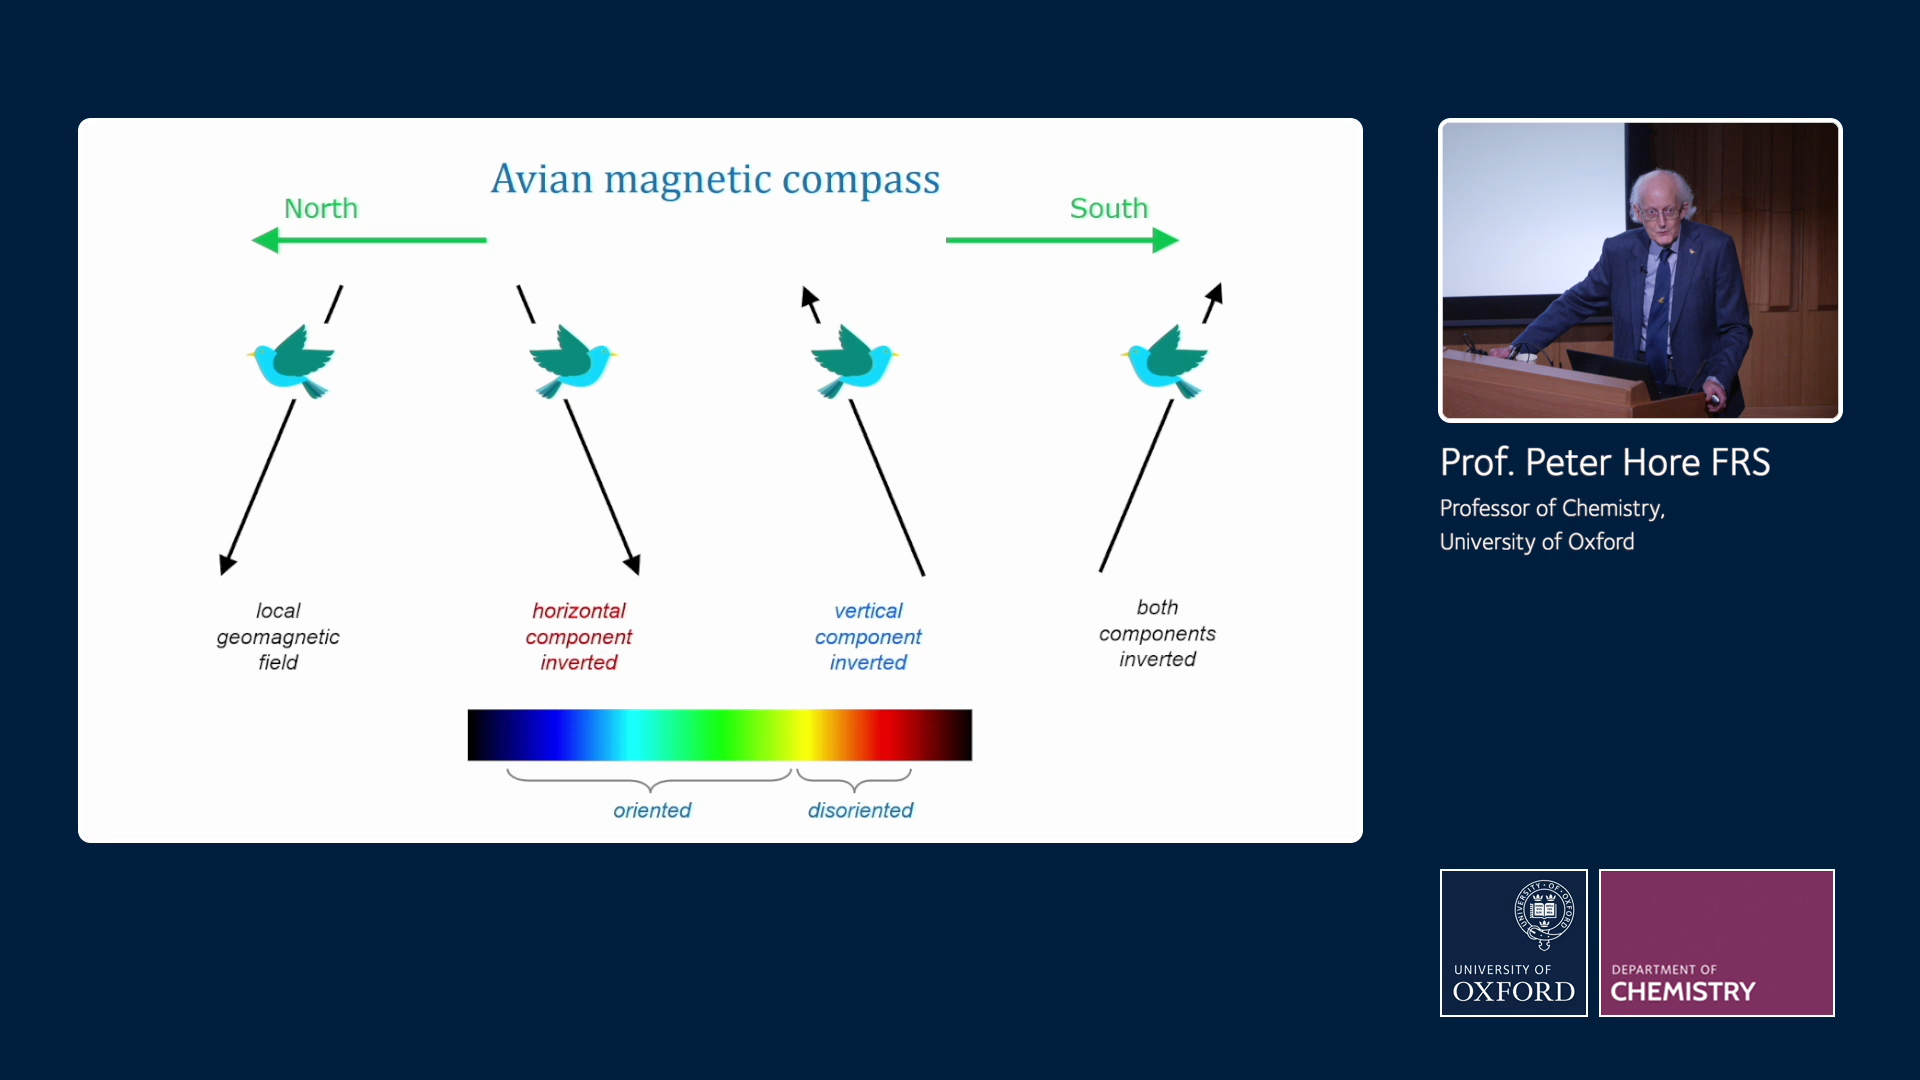 Avian magnetic compass
North
South
local
geomagnetic
field
horizontal
component
inverted
vertical
component
inverted
both
components
inverted
oriented
disoriented
Prof. Peter Hore FRS
Professor of Chemistry,
University of Oxford
UNIVERSITY OF
OXFORD
DEPARTMENT OF
CHEMISTRY